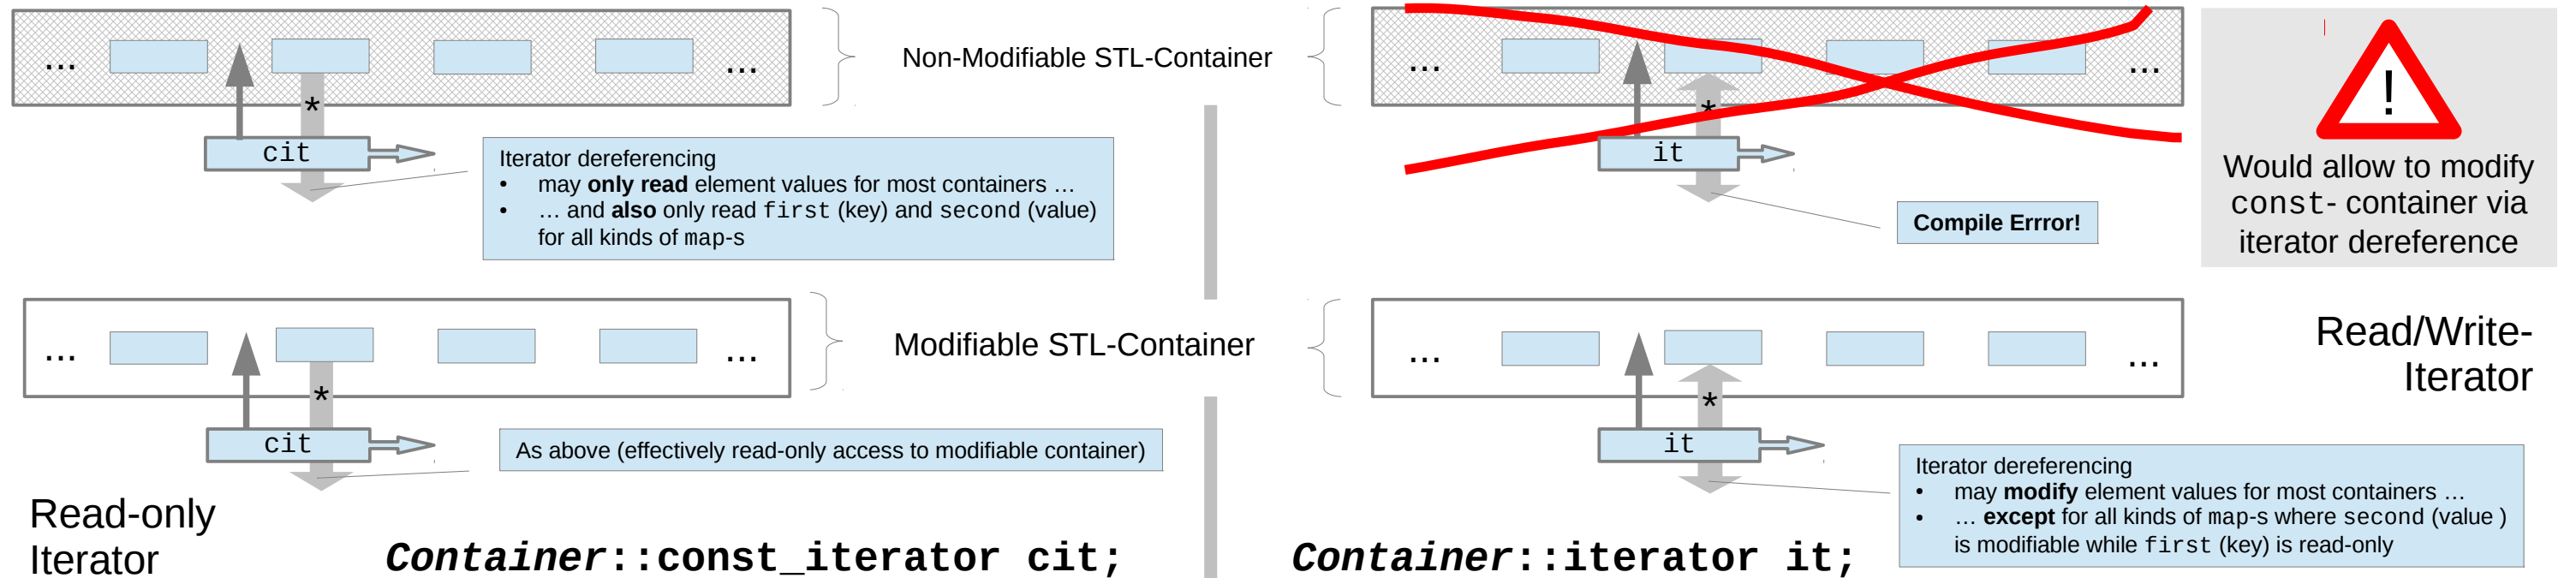 ...
...
*
cit
Iterator dereferencing
• may only read element values for most containers …
• … and also only read first (key) and second (value)
for all kinds of map-s
Non-Modifiable STL-Container
...
...
*
it
Compile Errror!
!
Would allow to modify
const- container via
iterator dereference
...
...
*
cit
As above (effectively read-only access to modifiable container)
Modifiable STL-Container
...
...
*
it
Read/Write-
Iterator
Iterator dereferencing
• may modify element values for most containers …
• … except for all kinds of map-s where second (value )
is modifiable while first (key) is read-only
Read-only
Iterator
Container::const_iterator cit;
Container::iterator it;